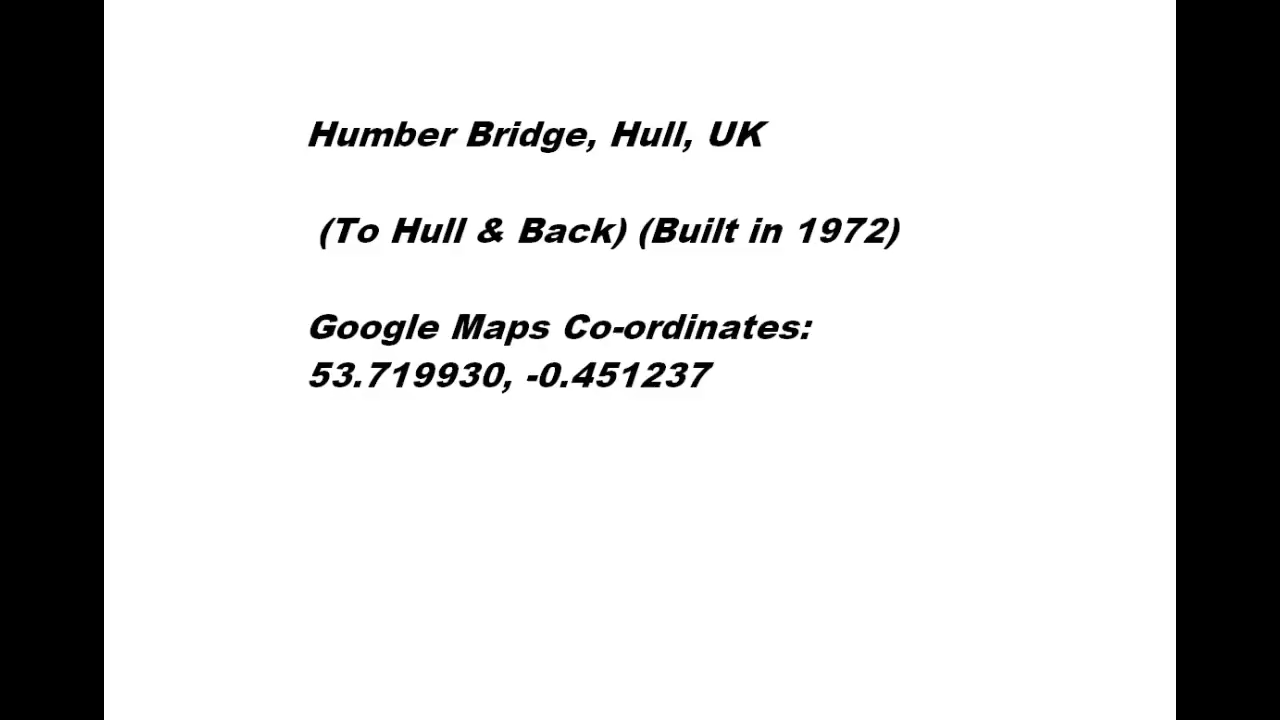 Humber Bridge, Hull, UK
(To Hull & Back) (Built in 1972)
Google Maps Co-ordinates:
53.719930, -0.451237